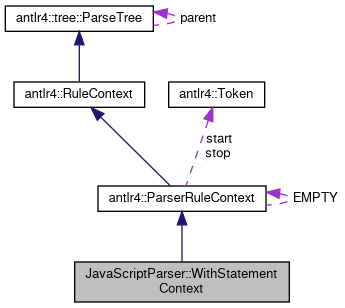 antlr4::tree::ParseTree
parent
antlr4::RuleContext
antlr4::Token
start
stop
antlr4::ParserRuleContext
EMPTY
JavaScriptParser::WithStatement
Context